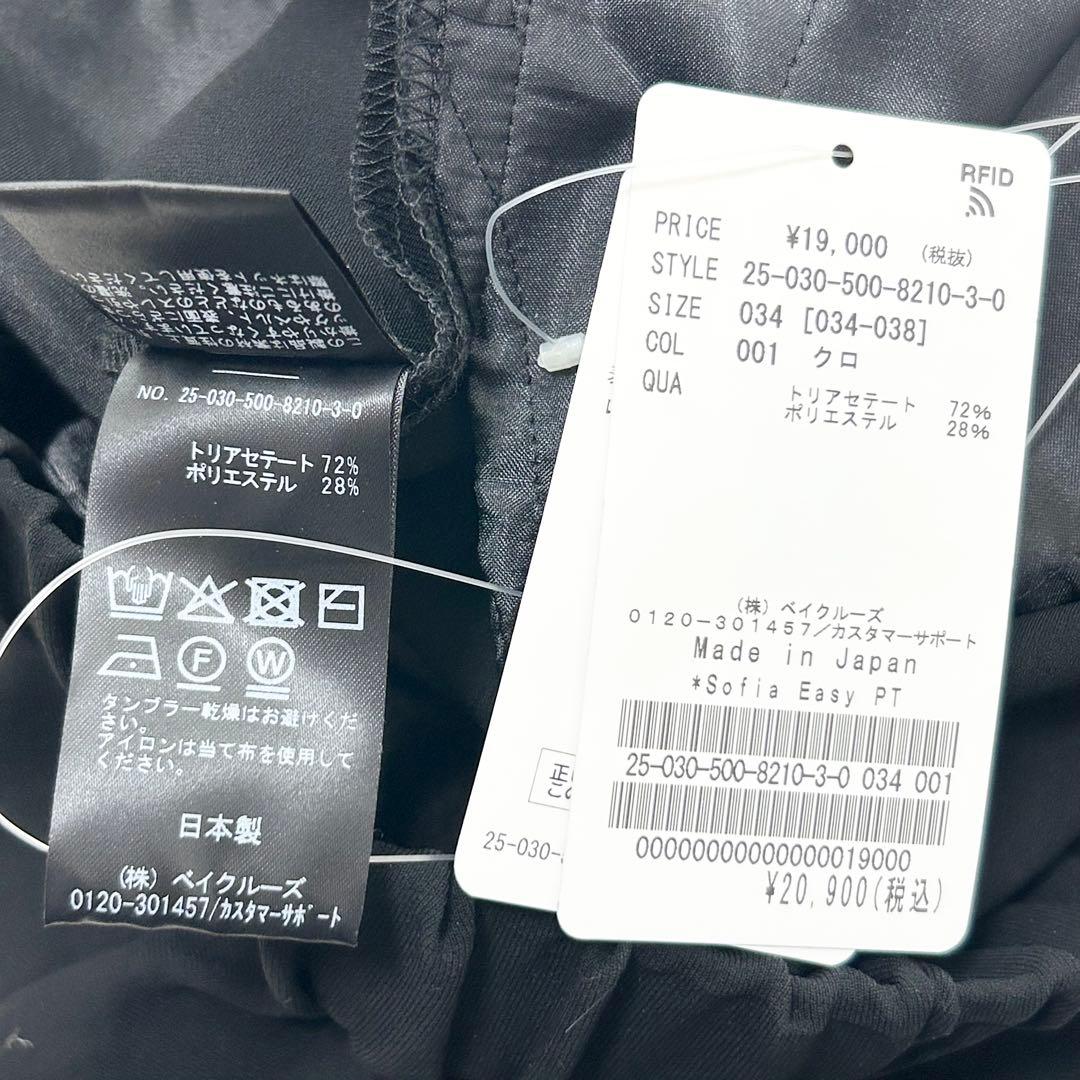 NO. 25-030-500-8210-3-0
トリアセテート 72%
ポリエステル 28%
F
W
タンブラー乾燥はお避けくだ
さい。
アイロンは当て布を使用して
ください。
日本製
(株) ベイクルーズ
0120-301457/カスタマーサポート
25-030-
RFID
PRICE ¥19,000 (税抜)
STYLE 25-030-500-8210-3-0
SIZE 034 [034-038]
COL 001 クロ
QUA トリアセテート 72%
ポリエステル 28%
(株) ベイクルーズ
0120-301457/カスタマーサポート
Made in Japan
*Sofia Easy PT
25-030-500-8210-3-0 034 001
000000000000000019000
¥20,900(税込)